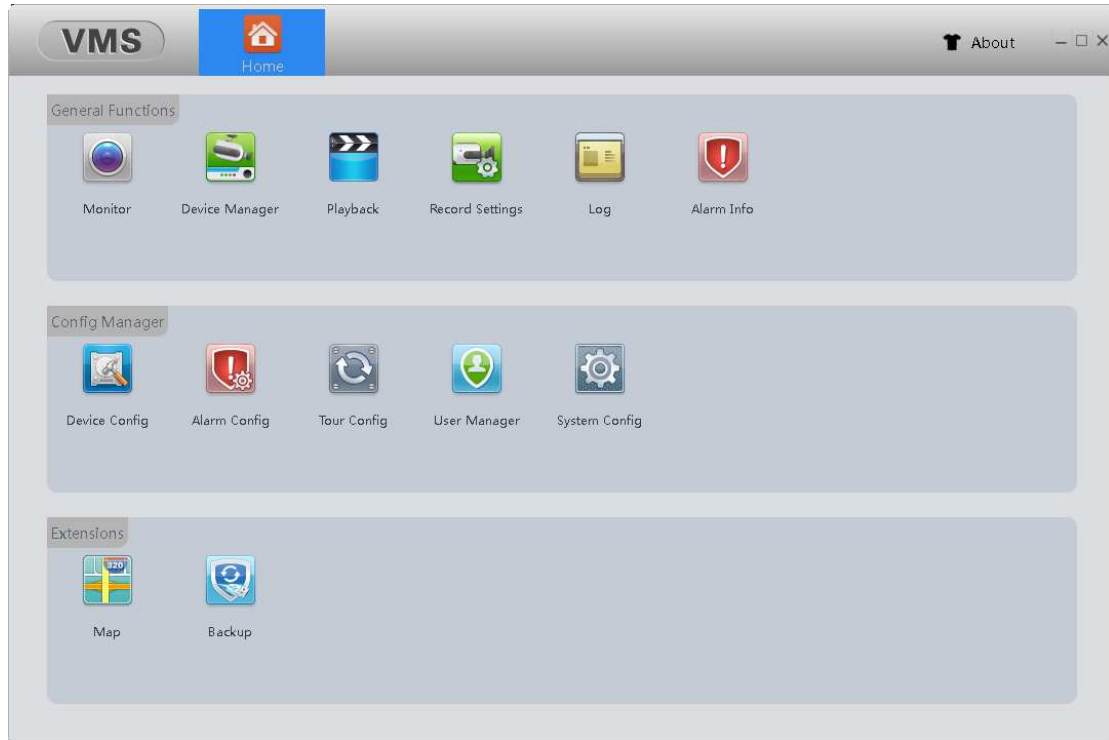 VMS
Home
About
General Functions
Monitor
Device Manager
Playback
Record Settings
Log
Alarm Info
Config Manager
Device Config
Alarm Config
Tour Config
User Manager
System Config
Extensions
320
Map
Backup